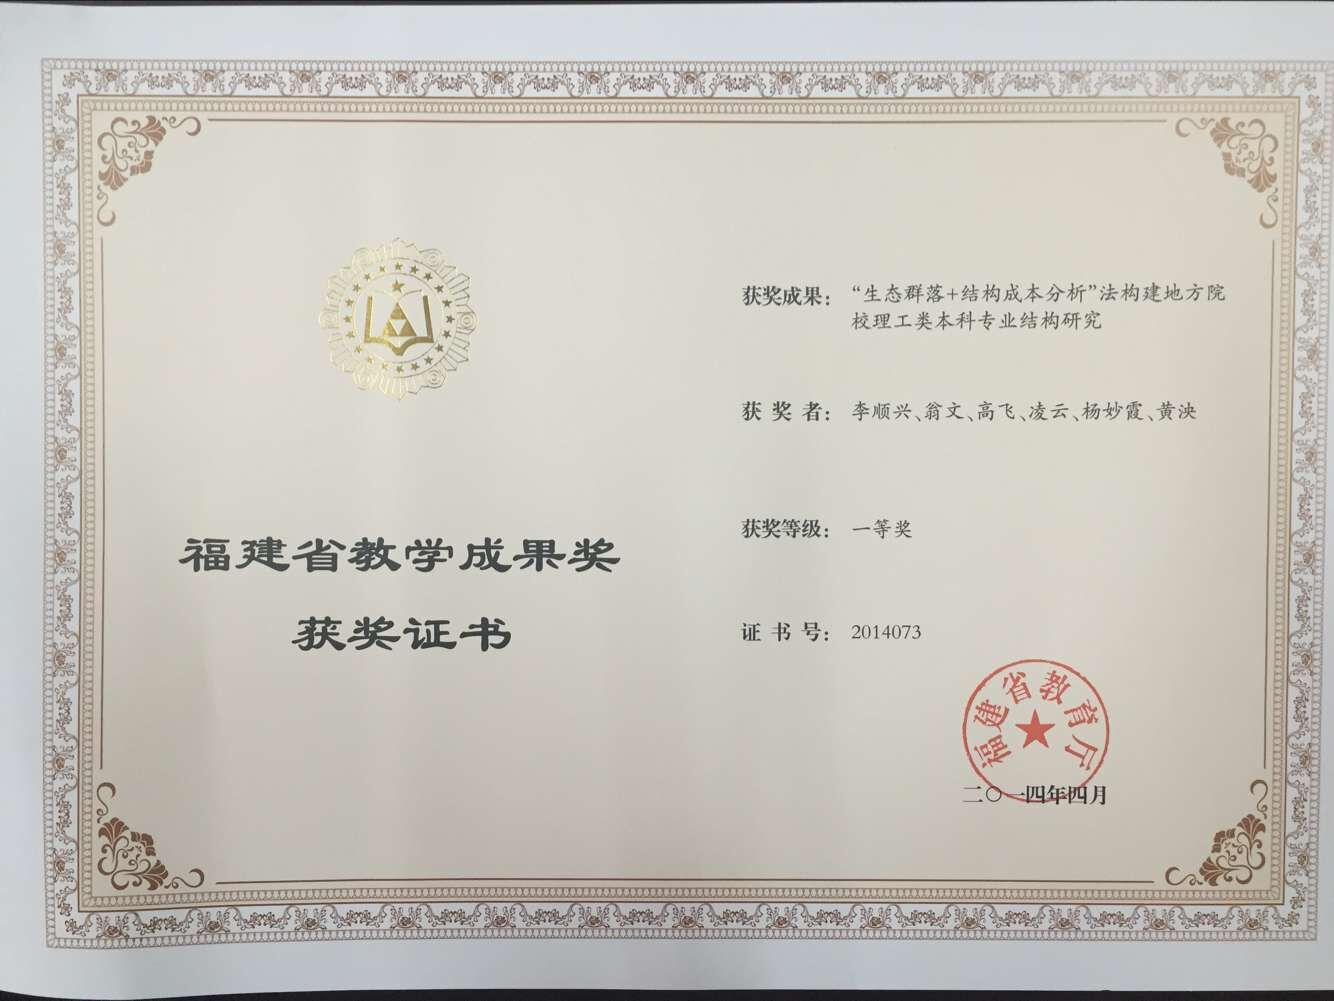 福建省教学成果奖
获奖证书
获奖成果：“生态群落+结构成本分析”法构建地方院
校理工类本科专业结构研究
获奖者：李顺兴、翁文、高飞、凌云、杨妙霞、黄泱
获奖等级：一等奖
证书号：2014073
福建省教育厅
二〇一四年四月